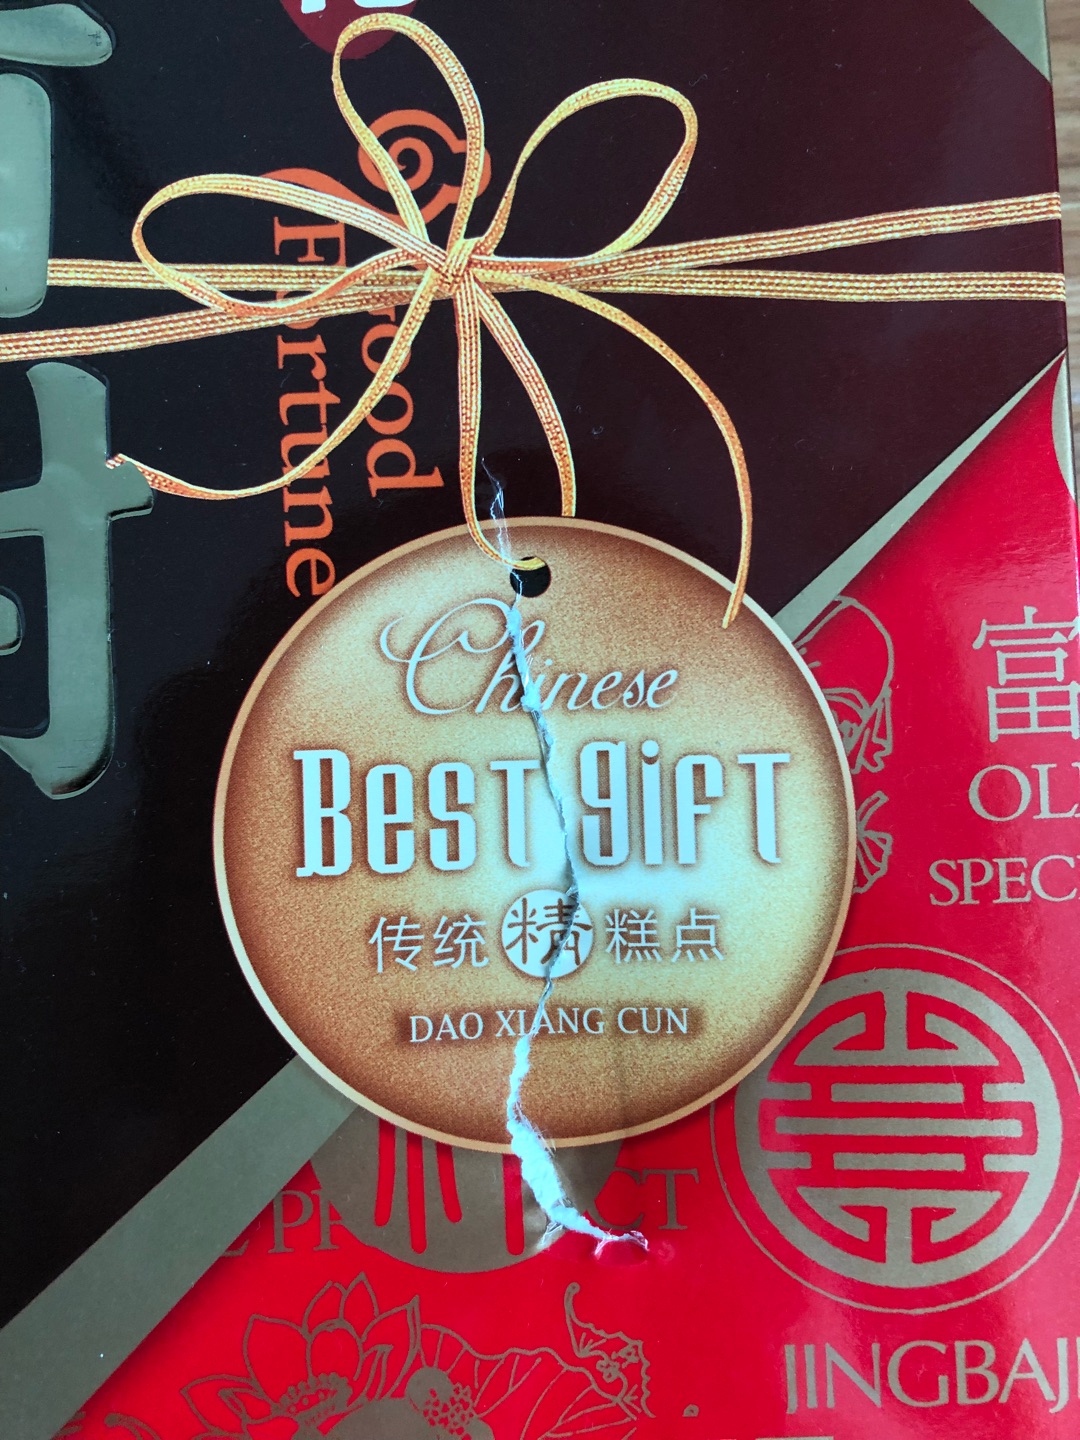 Good
Fortune
Chinese
Best gift
传统精糕点
DAO XIANG CUN
富
OL
SPEC
JINGBAJ